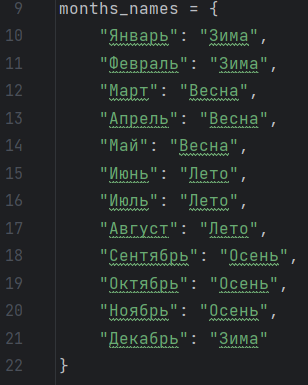 9 months_names = {
10 "Январь": "Зима",
11 "Февраль": "Зима",
12 "Март": "Весна",
13 "Апрель": "Весна",
14 "Май": "Весна",
15 "Июнь": "Лето",
16 "Июль": "Лето",
17 "Август": "Лето",
18 "Сентябрь": "Осень",
19 "Октябрь": "Осень",
20 "Ноябрь": "Осень",
21 "Декабрь": "Зима"
22 }